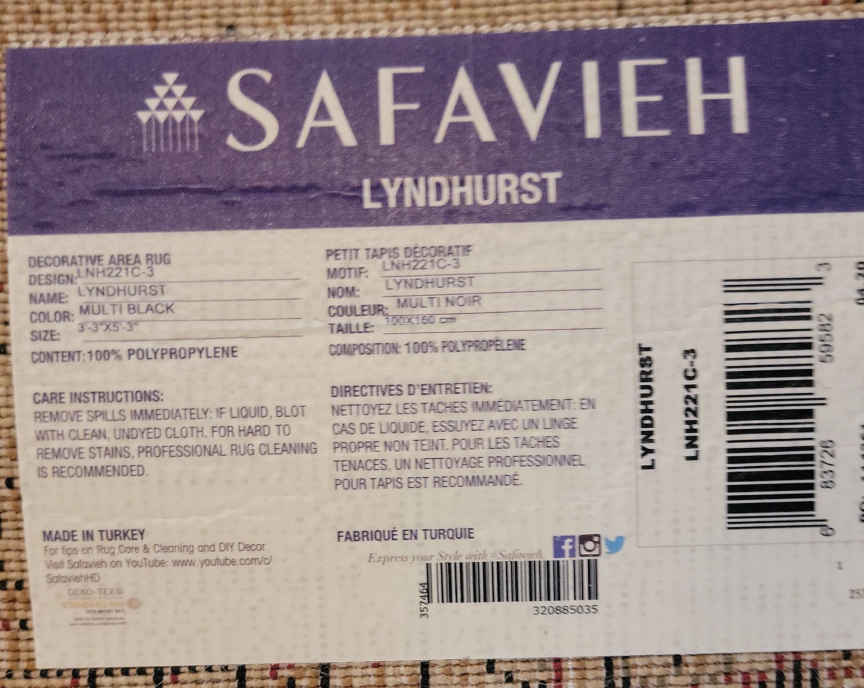 SAFAVIEH
LYNDHURST
DECORATIVE AREA RUG
DESIGN: LNH221C-3
NAME: LYNDHURST
COLOR: MULTI BLACK
SIZE: 3'-3"X5'-3"
CONTENT: 100% POLYPROPYLENE
CARE INSTRUCTIONS:
REMOVE SPILLS IMMEDIATELY: IF LIQUID, BLOT
WITH CLEAN, UNDYED CLOTH. FOR HARD TO
REMOVE STAINS, PROFESSIONAL RUG CLEANING
IS RECOMMENDED.
MADE IN TURKEY
For tips on Rug Care & Cleaning and DIY Decor
Visit Safavieh on YouTube: www.youtube.com/c/
SafaviehHD
OEKO-TEX®
PETIT TAPIS DÉCORATIF
MOTIF: LNH221C-3
NOM: LYNDHURST
COULEUR: MULTI NOIR
TAILLE: 100X160 cm
COMPOSITION: 100% POLYPROPÈLENE
DIRECTIVES D'ENTRETIEN:
NETTOYEZ LES TACHES IMMÉDIATEMENT: EN
CAS DE LIQUIDE, ESSUYEZ AVEC UN LINGE
PROPRE NON TEINT. POUR LES TACHES
TENACES, UN NETTOYAGE PROFESSIONNEL
POUR TAPIS EST RECOMMANDÉ.
FABRIQUÉ EN TURQUIE
Express your Style with #Safavieh
357464
320885035
LYNDHURST
LNH221C-3
6 83726 59582 3
1